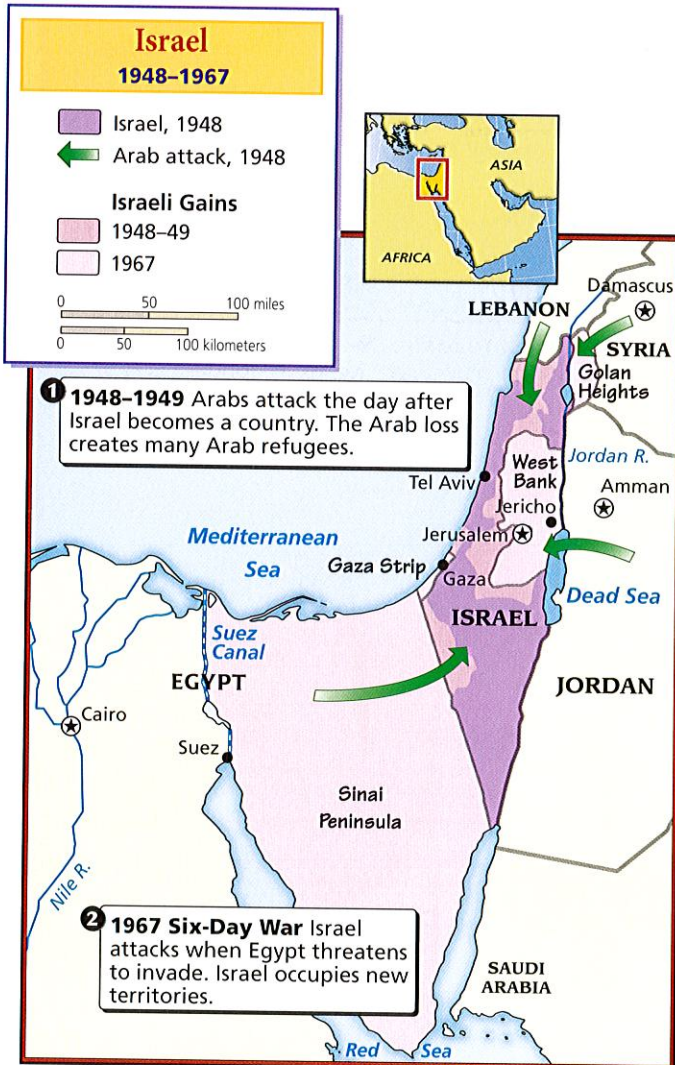 Israel
1948–1967
Israel, 1948
Arab attack, 1948
Israeli Gains
1948–49
1967
0 50 100 miles
0 50 100 kilometers
ASIA
AFRICA
Damascus
LEBANON
SYRIA
Golan
Heights
1 1948–1949 Arabs attack the day after
Israel becomes a country. The Arab loss
creates many Arab refugees.
West
Bank
Jordan R.
Tel Aviv
Jericho
Amman
Jerusalem
Mediterranean
Sea
Gaza Strip
Gaza
Dead Sea
ISRAEL
Suez
Canal
EGYPT
JORDAN
Cairo
Suez
Sinai
Peninsula
Nile R.
2 1967 Six-Day War Israel
attacks when Egypt threatens
to invade. Israel occupies new
territories.
SAUDI
ARABIA
Red Sea